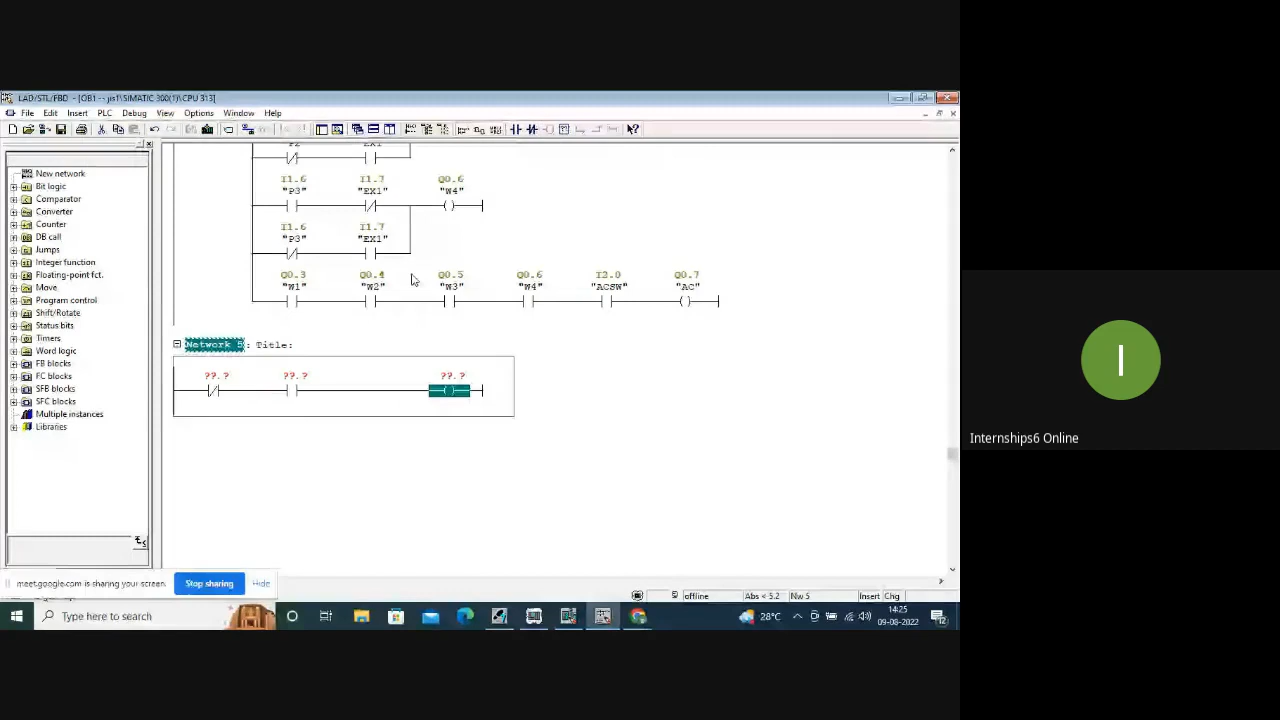 LAD/STL/FBD - [OB1 -- jis1\SIMATIC 300(1)\CPU 313]
File Edit Insert PLC Debug View Options Window Help
New network
Bit logic
Comparator
Converter
Counter
DB call
Jumps
Integer function
Floating-point fct.
Move
Program control
Shift/Rotate
Status bits
Timers
Word logic
FB blocks
FC blocks
SFB blocks
SFC blocks
Multiple instances
Libraries
"P2" "EX1"
I1.6 I1.7 Q0.6
"P3" "EX1" "W4"
I1.6 I1.7
"P3" "EX1"
Q0.3 Q0.4 Q0.5 Q0.6 I2.0 Q0.7
"W1" "W2" "W3" "W4" "ACSW" "AC"
Network 5: Title:
??.? ??.? ??.?
meet.google.com is sharing your screen. Stop sharing Hide
offline Abs < 5.2 Nw 5 Insert Chg
Type here to search
28°C
14:25
09-08-2022
12
I
Internships6 Online